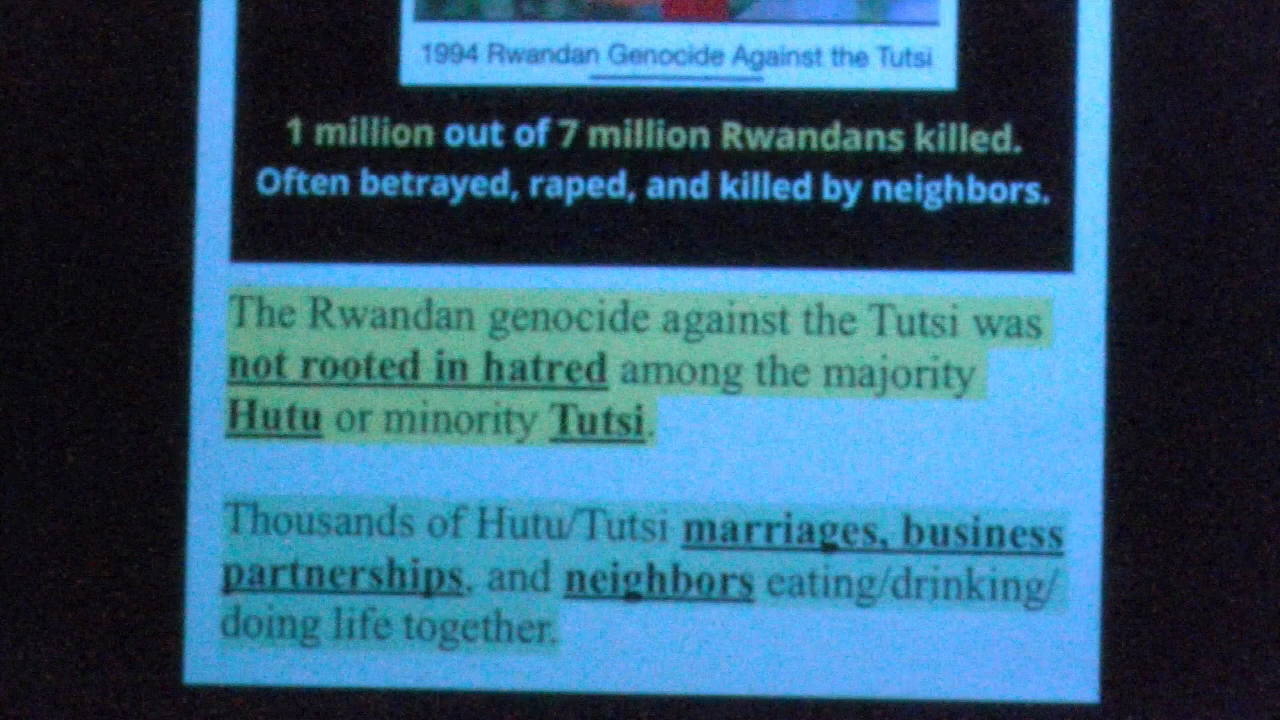 1994 Rwandan Genocide Against the Tutsi
1 million out of 7 million Rwandans killed.
Often betrayed, raped, and killed by neighbors.
The Rwandan genocide against the Tutsi was
not rooted in hatred among the majority
Hutu or minority Tutsi.
Thousands of Hutu/Tutsi marriages, business
partnerships, and neighbors eating/drinking/
doing life together.